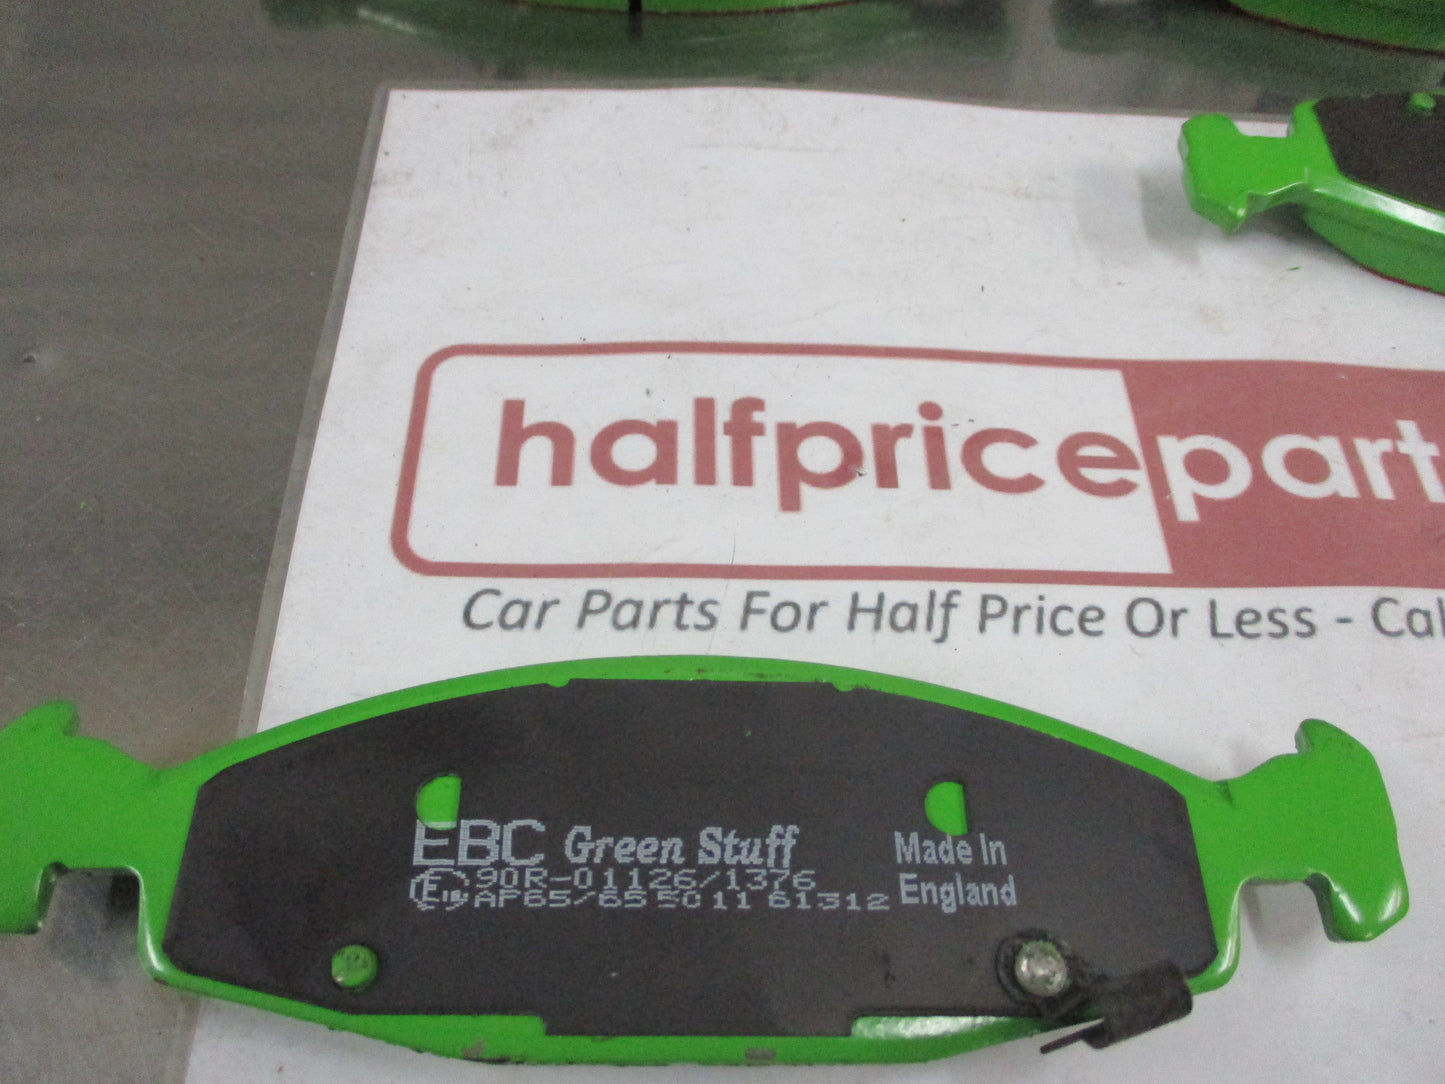 halfpricepart
Car Parts For Half Price Or Less - Cal
EBC Green Stuff
90R-01126/1376
AP65/65 50 11 61312
Made In
England